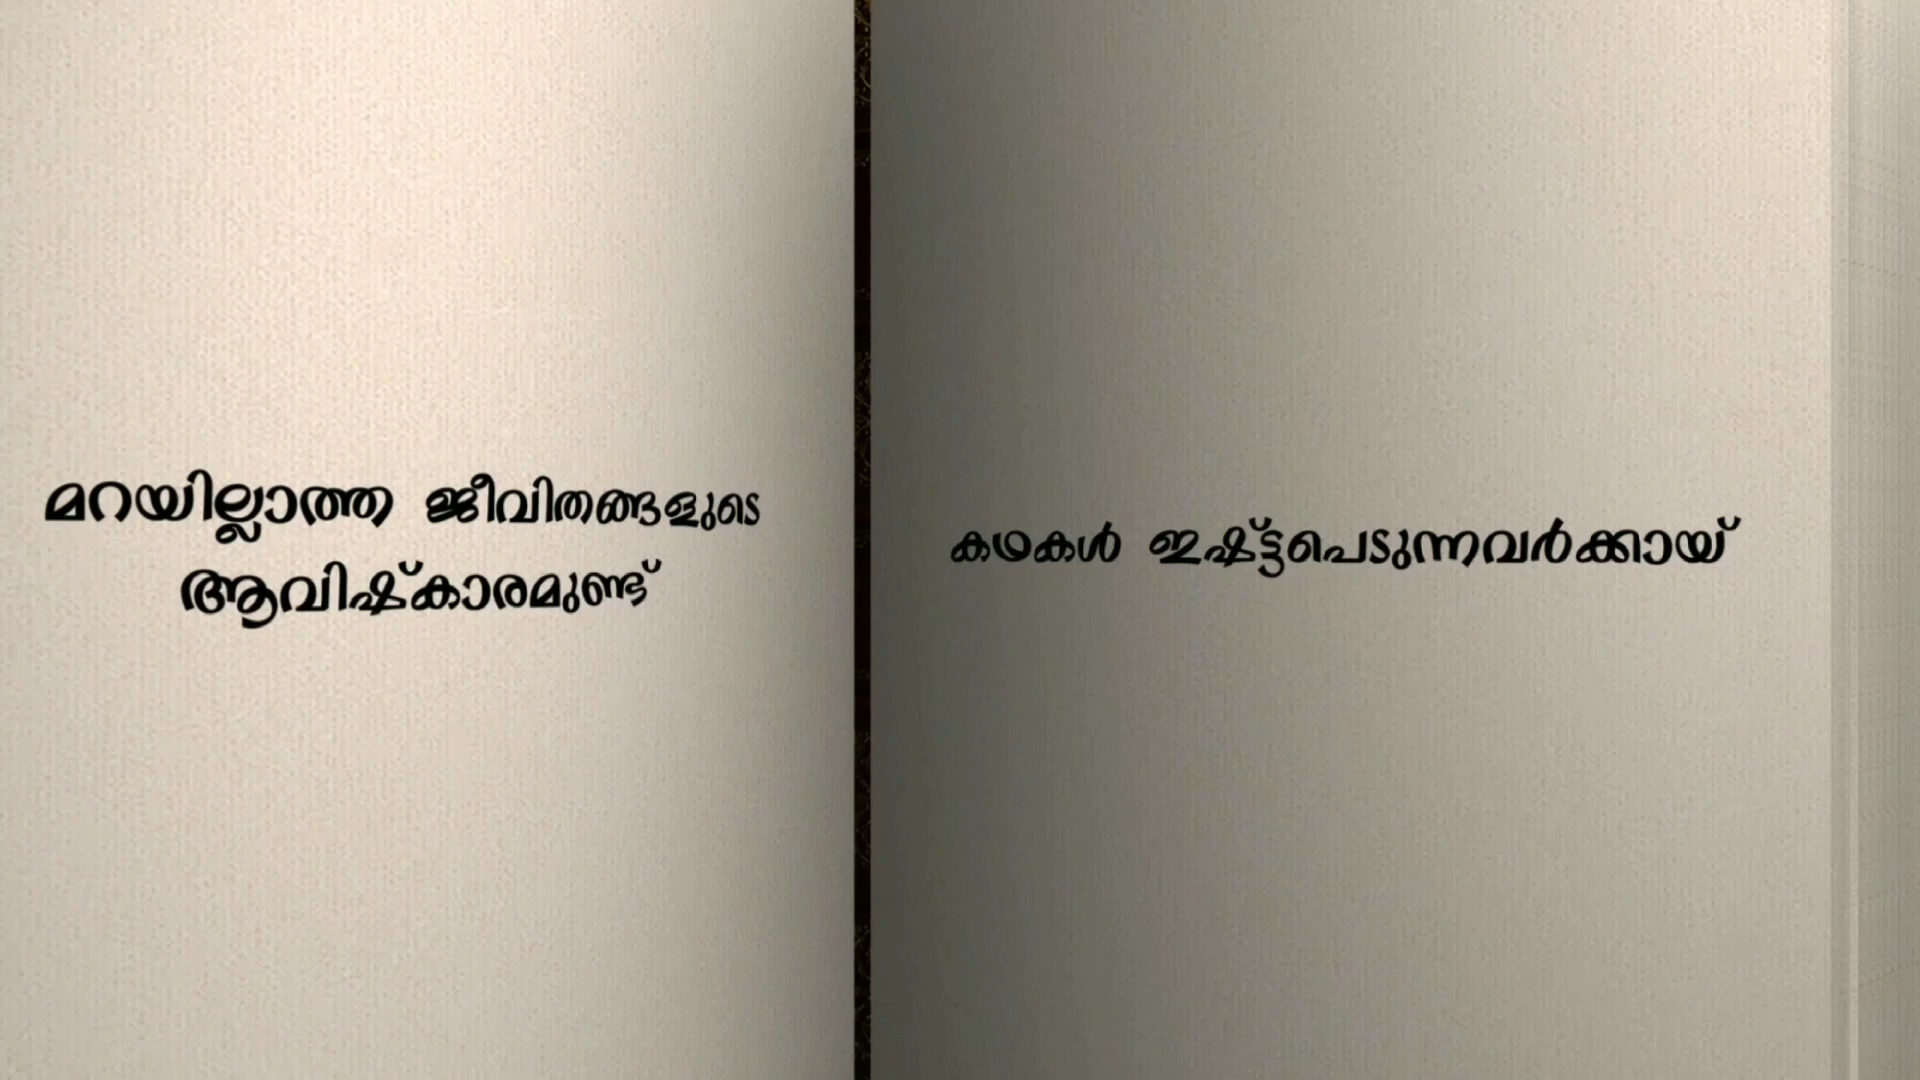 മറയില്ലാത്ത ജീവിതങ്ങളുടെ
ആവിഷ്കാരമുണ്ട്
കഥകൾ ഇഷ്ട്ടപെടുന്നവർക്കായ്